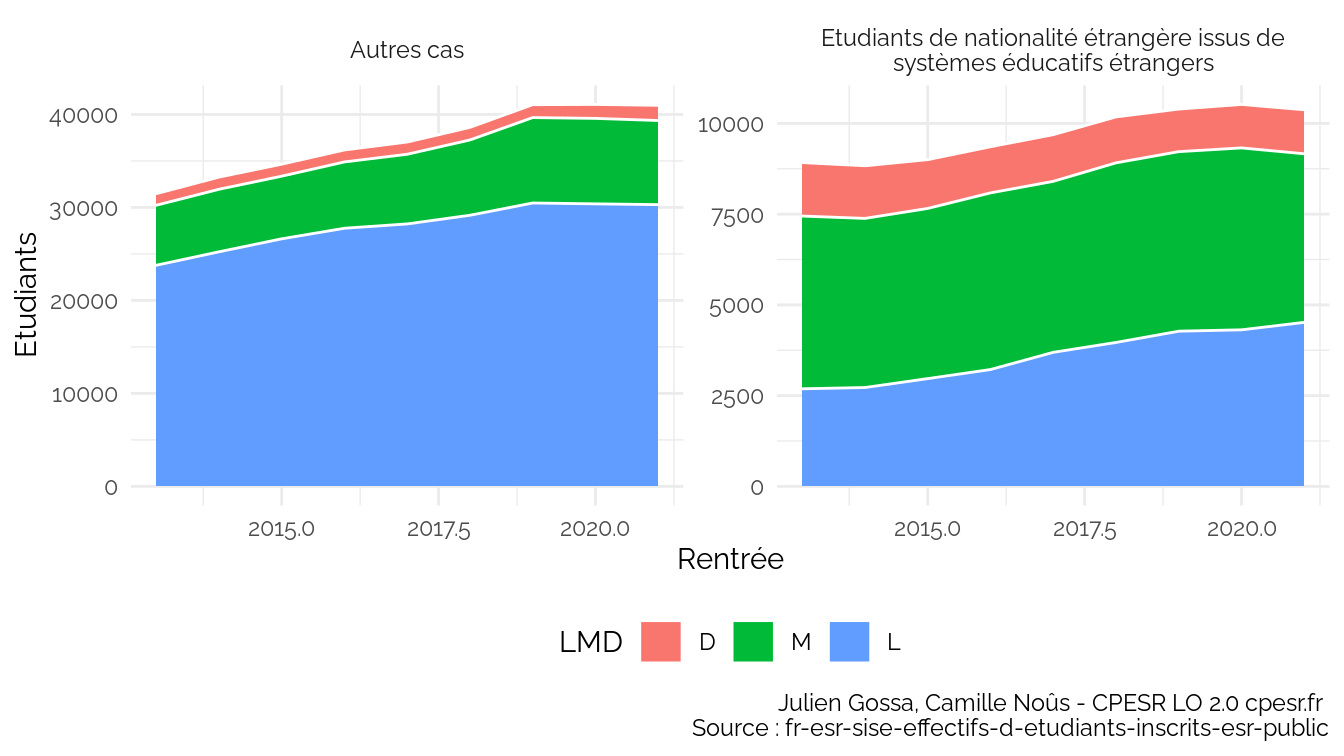 Autres cas
Etudiants de nationalité étrangère issus de
systèmes éducatifs étrangers
Etudiants
40000
30000
20000
10000
0
10000
7500
5000
2500
0
2015.0 2017.5 2020.0
2015.0 2017.5 2020.0
Rentrée
LMD D M L
Julien Gossa, Camille Noûs - CPESR LO 2.0 cpesr.fr
Source : fr-esr-sise-effectifs-d-etudiants-inscrits-esr-public